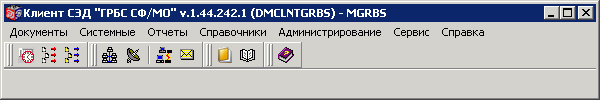 Клиент СЭД "ГРБС СФ/МО" v.1.44.242.1 (DMCLNTGRBS) - MGRBS
Документы Системные Отчеты Справочники Администрирование Сервис Справка